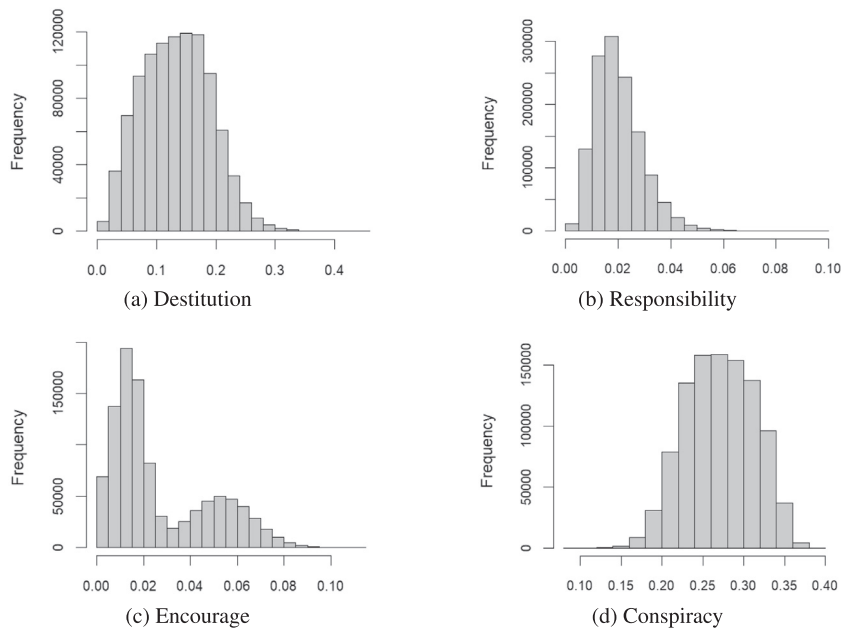 Frequency
0 40000 80000 120000
0.0 0.1 0.2 0.3 0.4
(a) Destitution
Frequency
0 100000 200000 300000
0.00 0.02 0.04 0.06 0.08 0.10
(b) Responsibility
Frequency
0 50000 150000
0.00 0.02 0.04 0.06 0.08 0.10
(c) Encourage
Frequency
0 50000 100000 150000
0.10 0.15 0.20 0.25 0.30 0.35 0.40
(d) Conspiracy